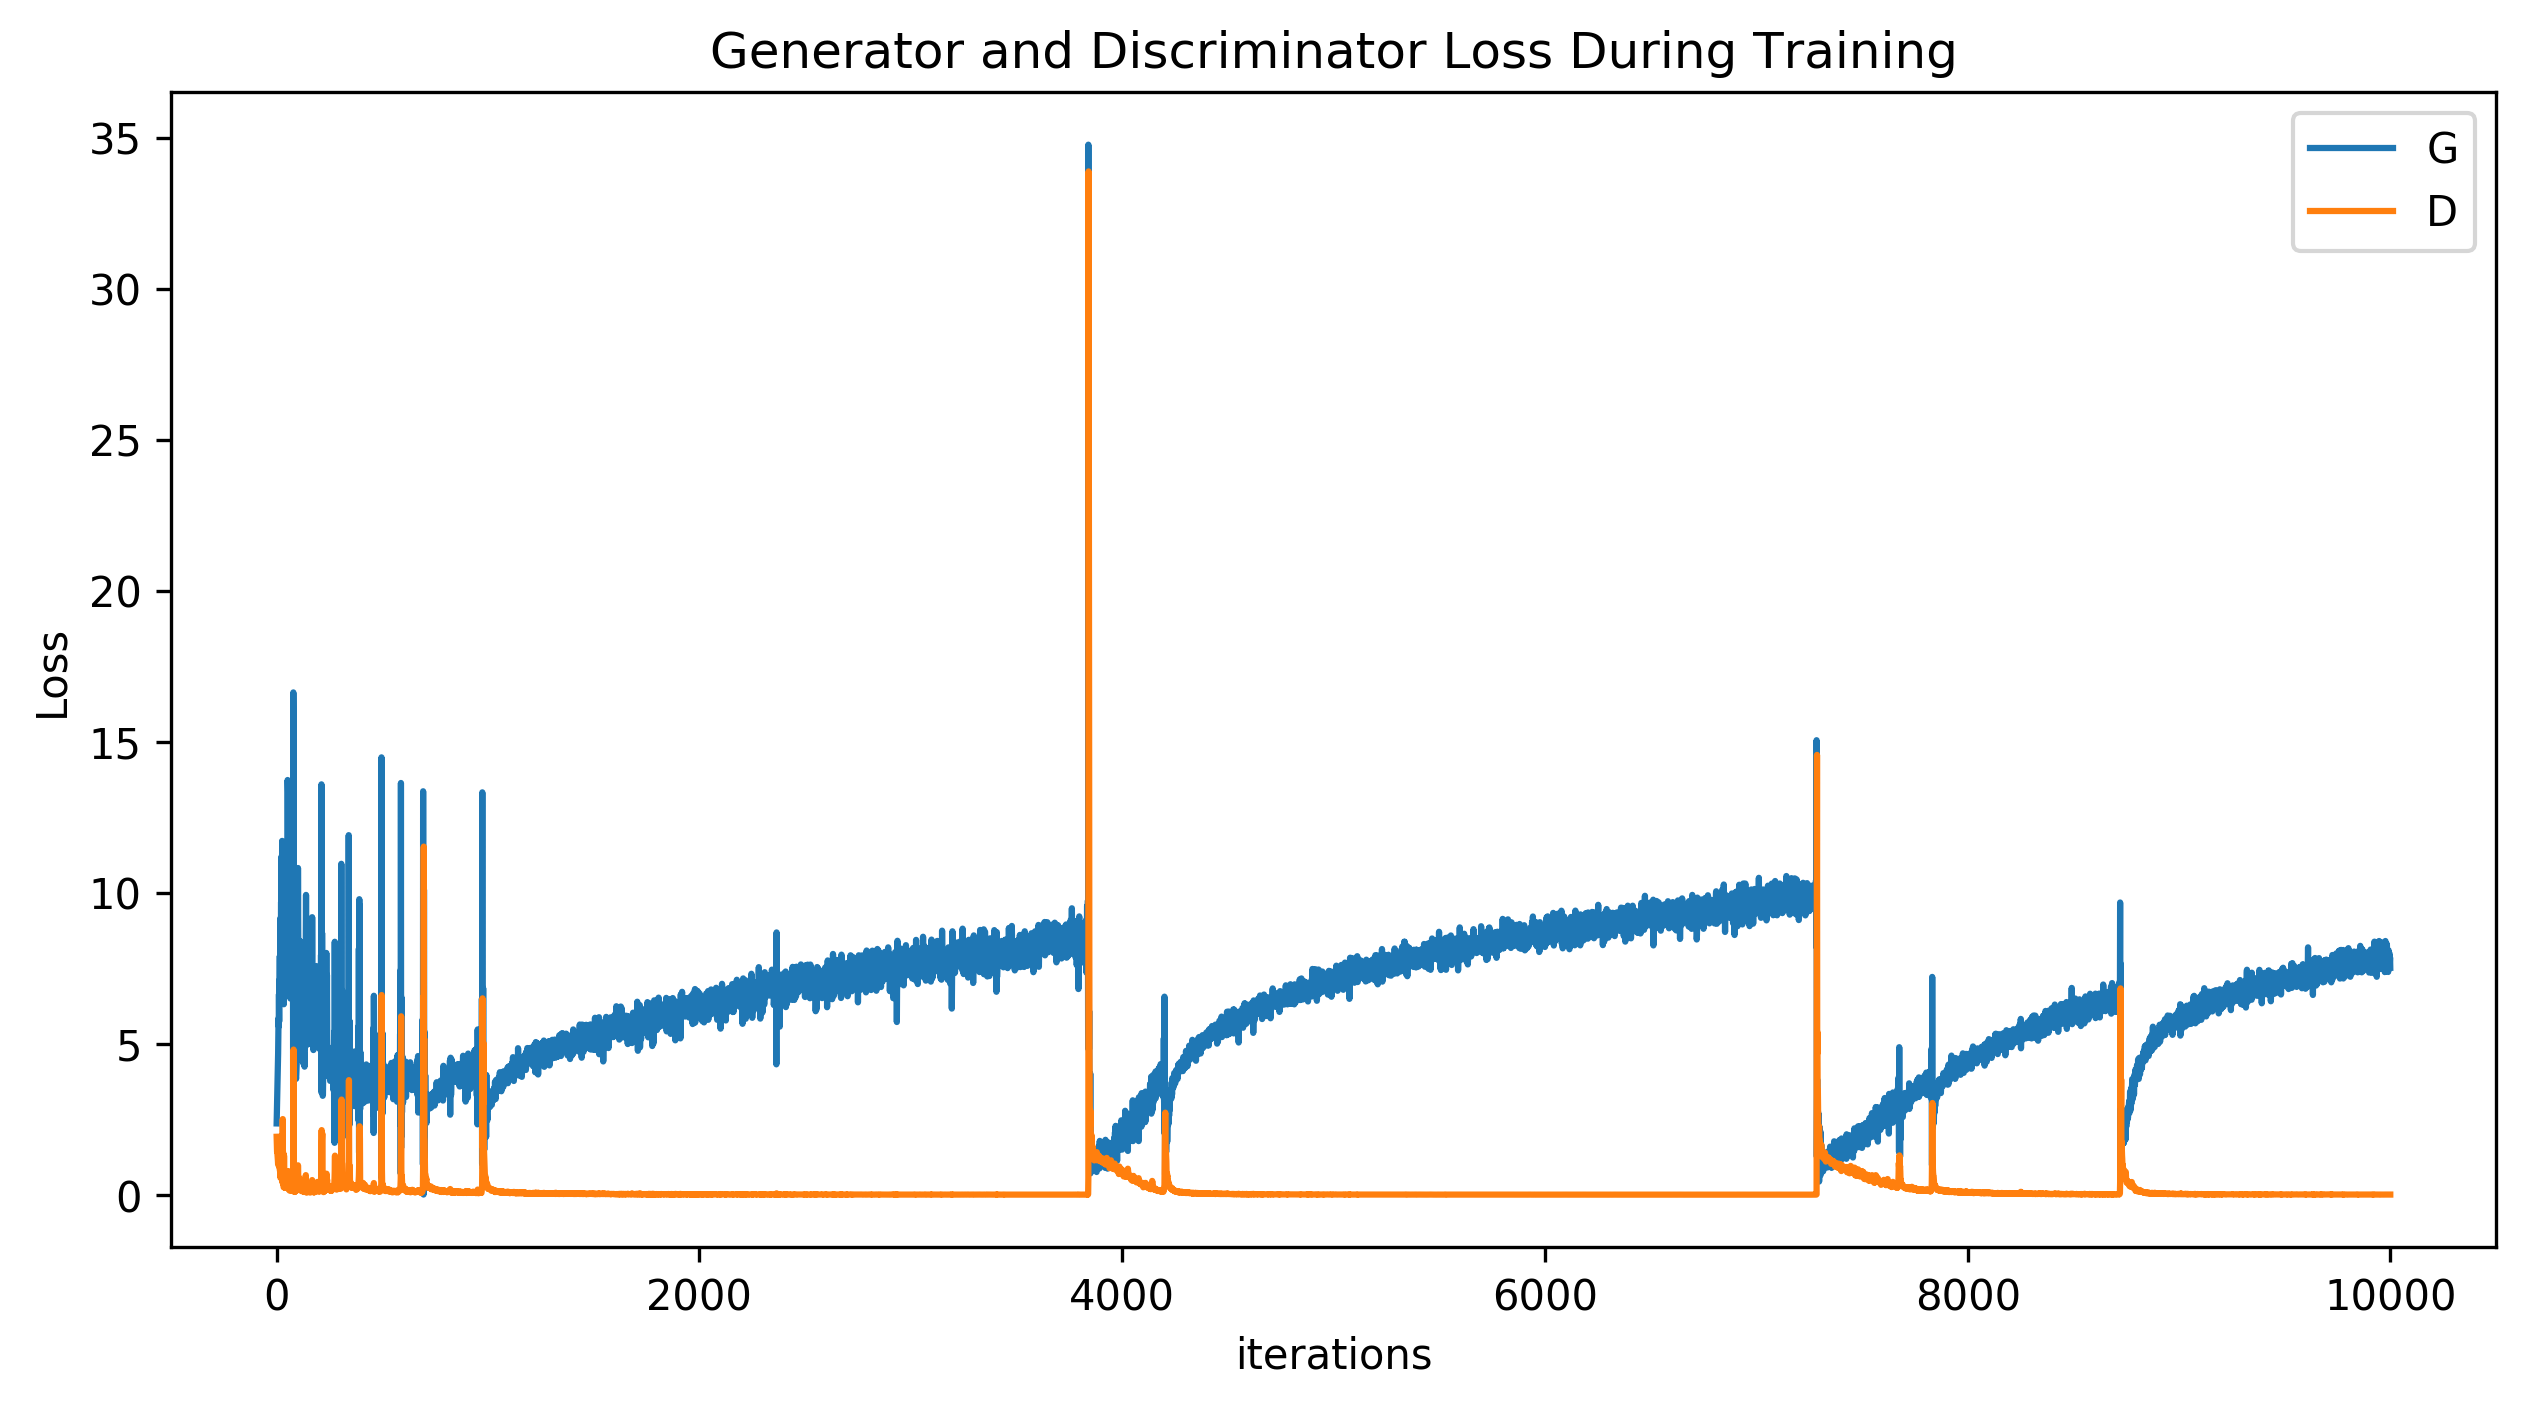 Generator and Discriminator Loss During Training
G
D
35
30
25
20
15
10
5
0
Loss
0 2000 4000 6000 8000 10000
iterations